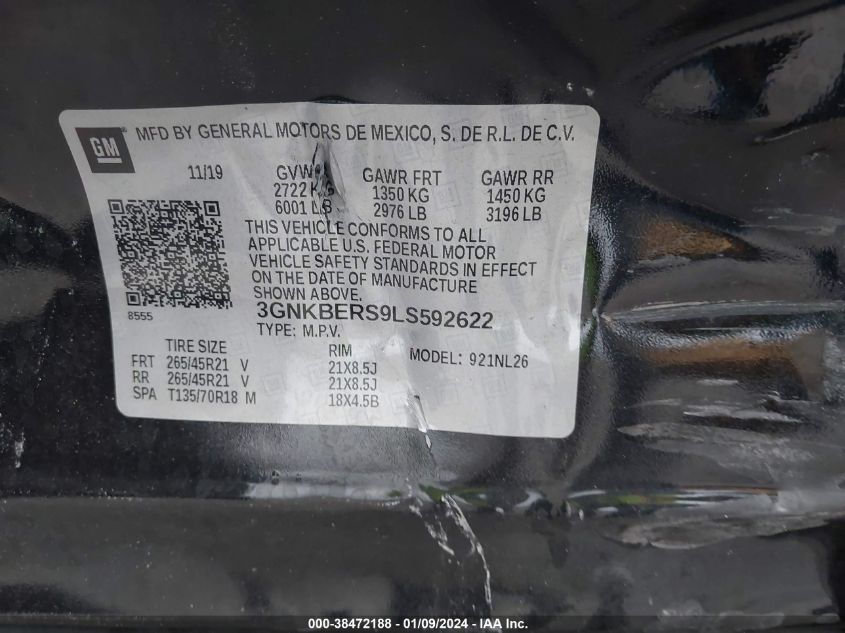 GM ® MFD BY GENERAL MOTORS DE MEXICO, S. DE R.L. DE C.V.
11/19 GAWR FRT GAWR RR
2722 1350 KG 1450 KG
6001 LB 2976 LB 3196 LB
THIS VEHICLE CONFORMS TO ALL
APPLICABLE U.S. FEDERAL MOTOR
VEHICLE SAFETY STANDARDS IN EFFECT
ON THE DATE OF MANUFACTURE
SHOWN ABOVE.
8555
3GNKBERS9LS592622
TYPE: M.P.V.
TIRE SIZE RIM MODEL: 921NL26
FRT 265/45R21 V 21X8.5J
RR 265/45R21 V 21X8.5J
SPA T135/70R18 M 18X4.5B
000-38472188 - 01/09/2024 - IAA Inc.